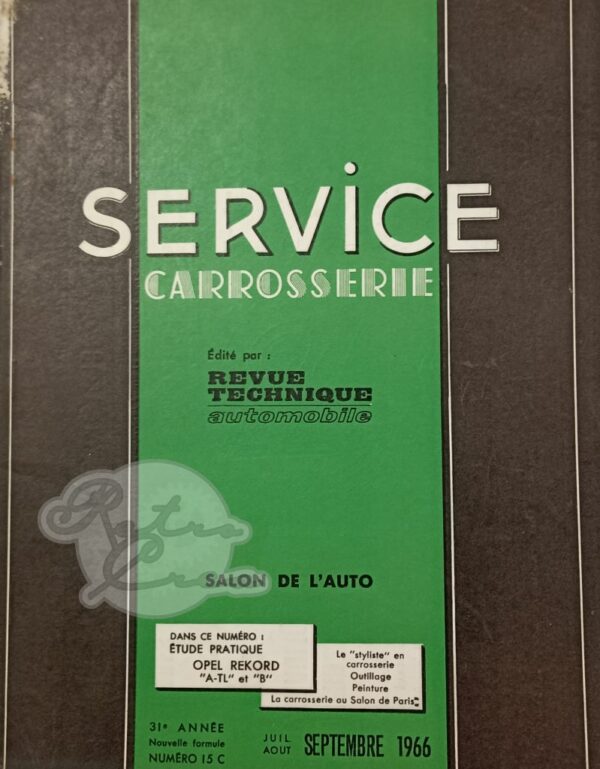 SERViCE
CARROSSERIE
Édité par :
REVUE
TECHNIQUE
automobile
Retro
SALON DE L'AUTO
DANS CE NUMÉRO :
ÉTUDE PRATIQUE
OPEL REKORD
"A-TL" et "B"
Le "styliste" en
carrosserie
Outillage
Peinture
La carrosserie au Salon de Paris
31e ANNÉE
Nouvelle formule
NUMÉRO 15 C
JUIL
AOUT
SEPTEMBRE 1966